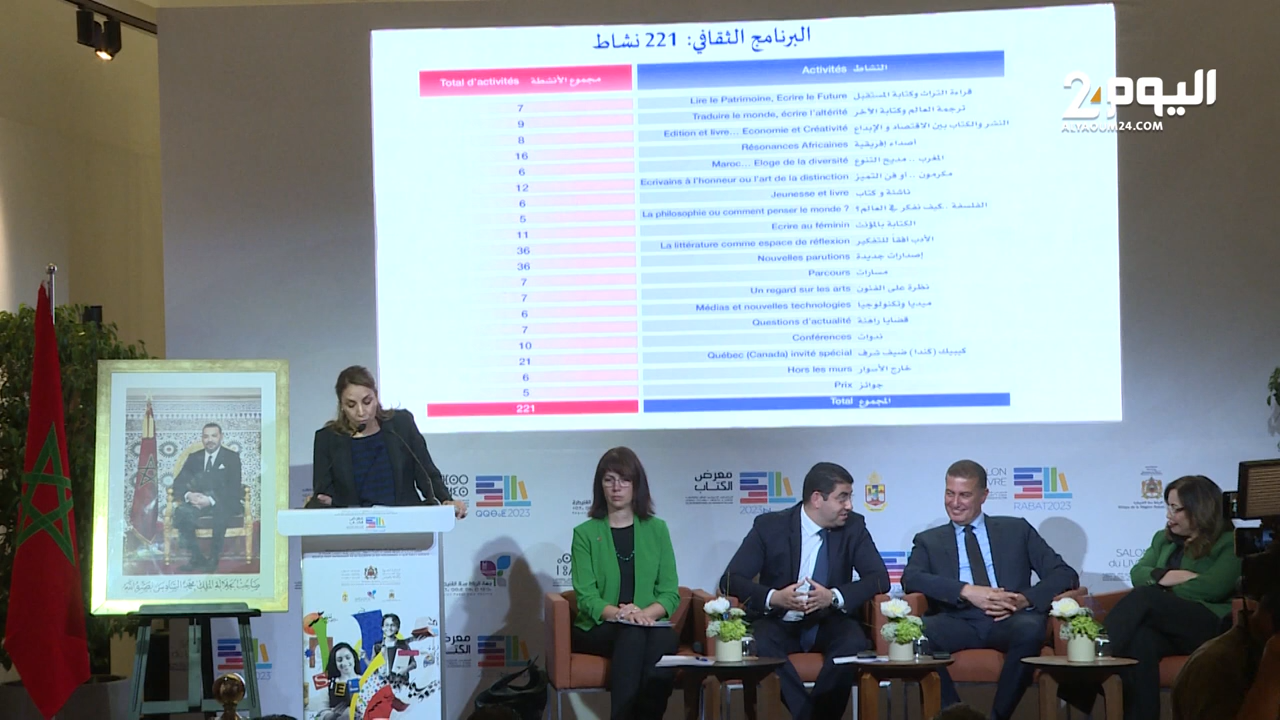 البرنامج الثقافي: 221 نشاط
Total d'activités مجموع الأنشطة
Activités النشاط
7 Lire le Patrimoine, Ecrire le Future قراءة التراث وكتابة المستقبل
9 Traduire le monde, écrire l'altérité ترجمة العالم وكتابة الآخر
8 Edition et livre... Economie et Créativité النشر والكتاب بين الاقتصاد و الإبداع
16 Résonances Africaines اصداء إفريقية
6 Maroc... Eloge de la diversité المغرب .. مديح التنوع
12 Ecrivains à l'honneur ou l'art de la distinction مكرمون .. أو فن التميز
6 Jeunesse et livre ناشئة و كتاب
5 La philosophie ou comment penser le monde ? الفلسفة ..كيف نفكر في العالم؟
11 Ecrire au féminin الكتابة بالمؤنث
36 La littérature comme espace de réflexion الأدب أفقا للتفكير
36 Nouvelles parutions إصدارات جديدة
7 Parcours مسارات
7 Un regard sur les arts نظرة على الفنون
6 Médias et nouvelles technologies ميديا وتكنولوجيا
7 Questions d'actualité قضايا راهنة
10 Conférences ندوات
21 Québec (Canada) invité spécial كيبيك (كندا) ضيف شرف
6 Hors les murs خارج الأسوار
5 Prix جوائز
221 Total المجموع
اليوم24
ALYAOUM24.COM
معرض
الكتاب
2023
SALON
LIVRE
RABAT2023
SALON
du LIV
معرض
الكتاب